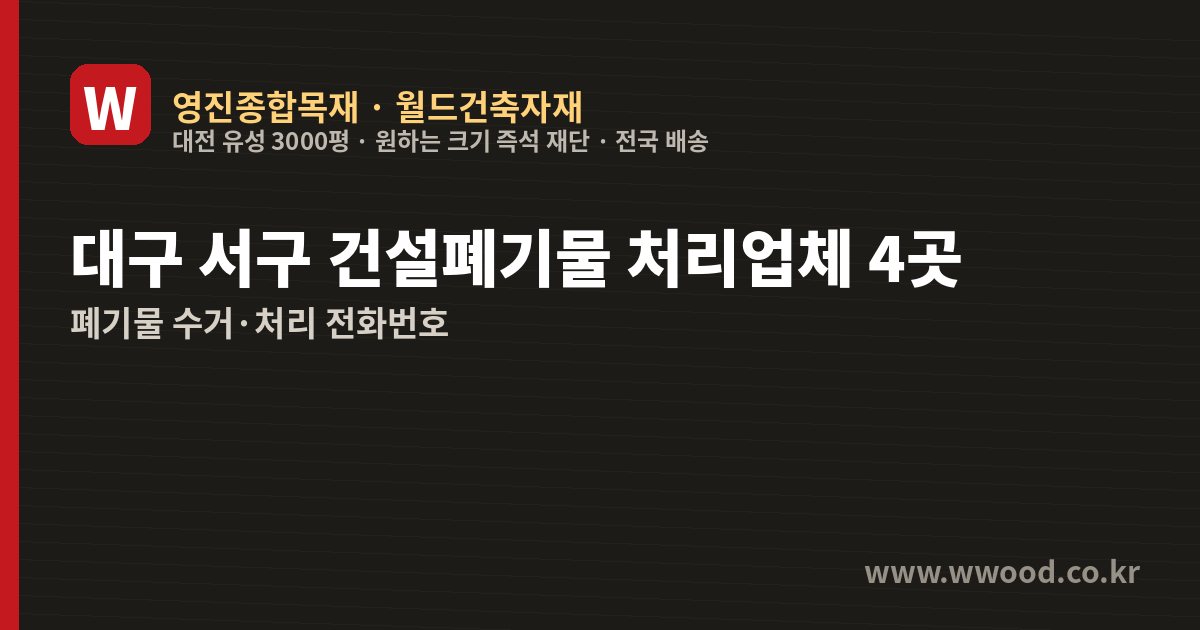 W
영진종합목재 · 월드건축자재
대전 유성 3000평 · 원하는 크기 즉석 재단 · 전국 배송
대구 서구 건설폐기물 처리업체 4곳
폐기물 수거·처리 전화번호
www.wwood.co.kr